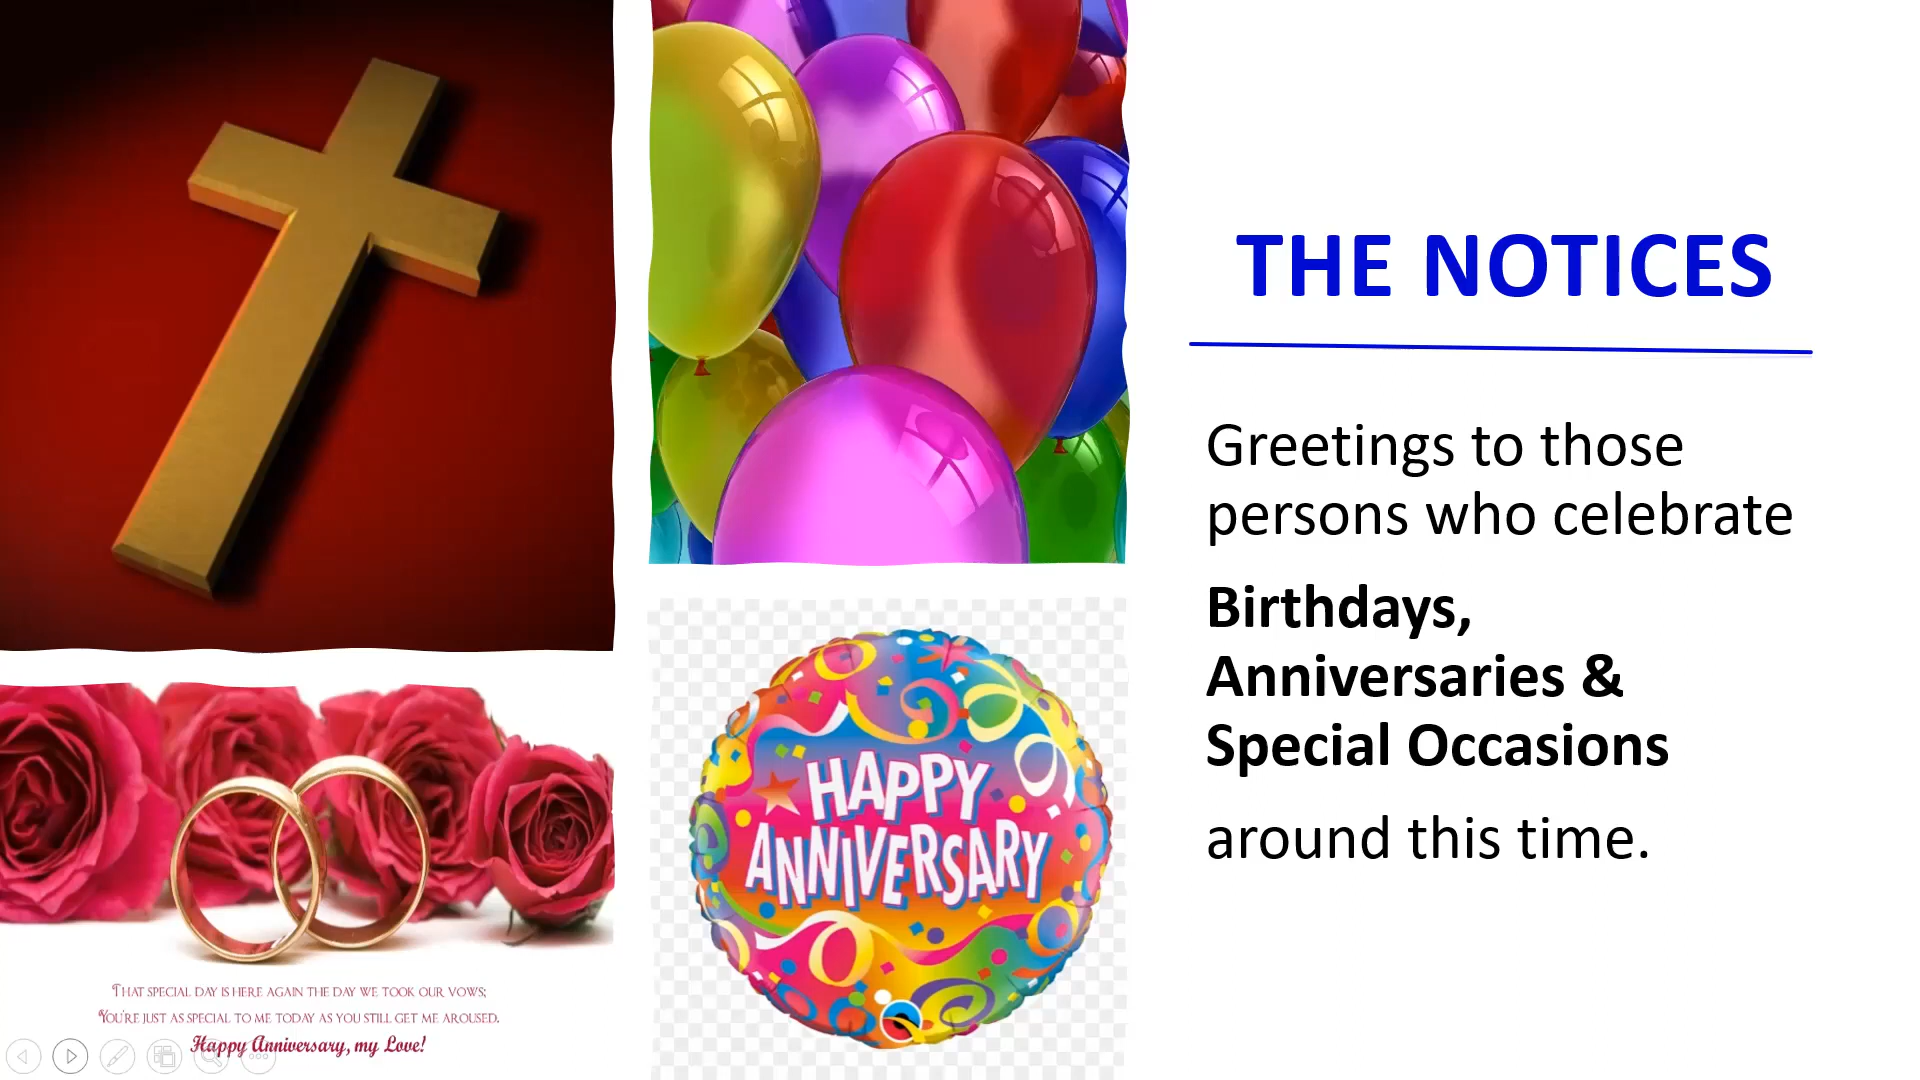 THE NOTICES
Greetings to those
persons who celebrate
Birthdays,
Anniversaries &
Special Occasions
around this time.
HAPPY
ANNIVERSARY
THAT SPECIAL DAY IS HERE AGAIN THE DAY WE TOOK OUR VOWS;
YOU'RE JUST AS SPECIAL TO ME TODAY AS YOU STILL GET ME AROUSED.
Happy Anniversary, my Love!